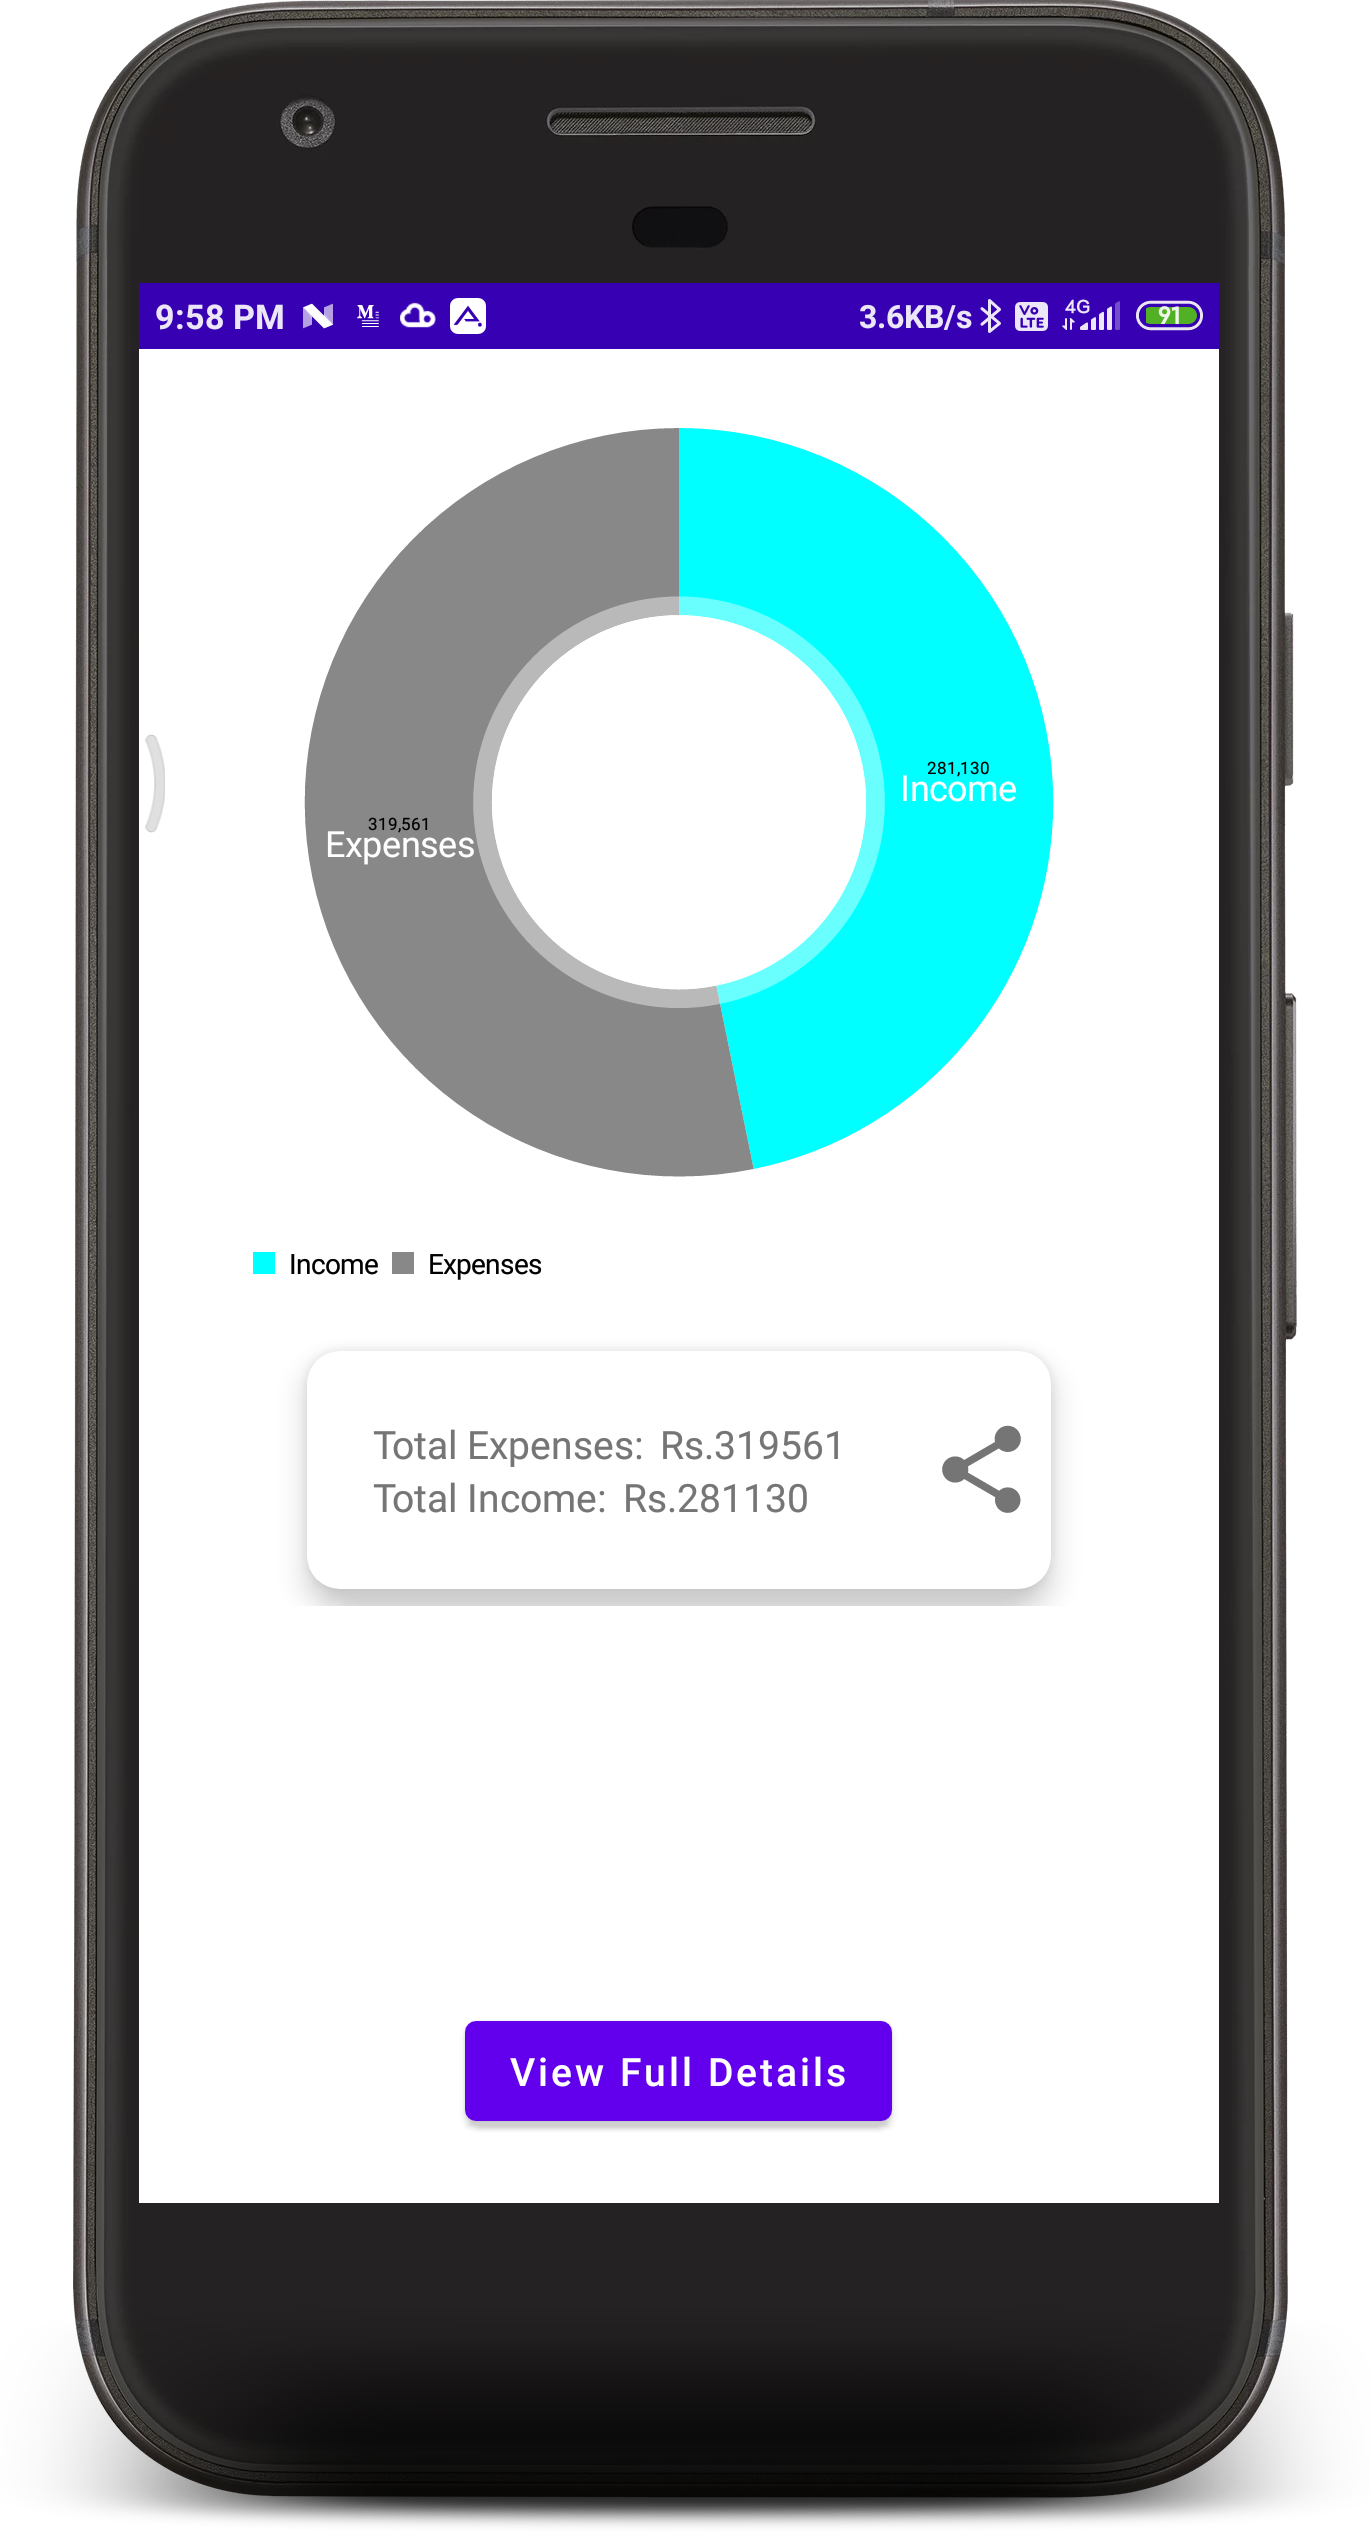 9:58 PM M 3.6KB/s Vo LTE 4G 91
281,130
Income
319,561
Expenses
Income Expenses
Total Expenses: Rs.319561
Total Income: Rs.281130
View Full Details